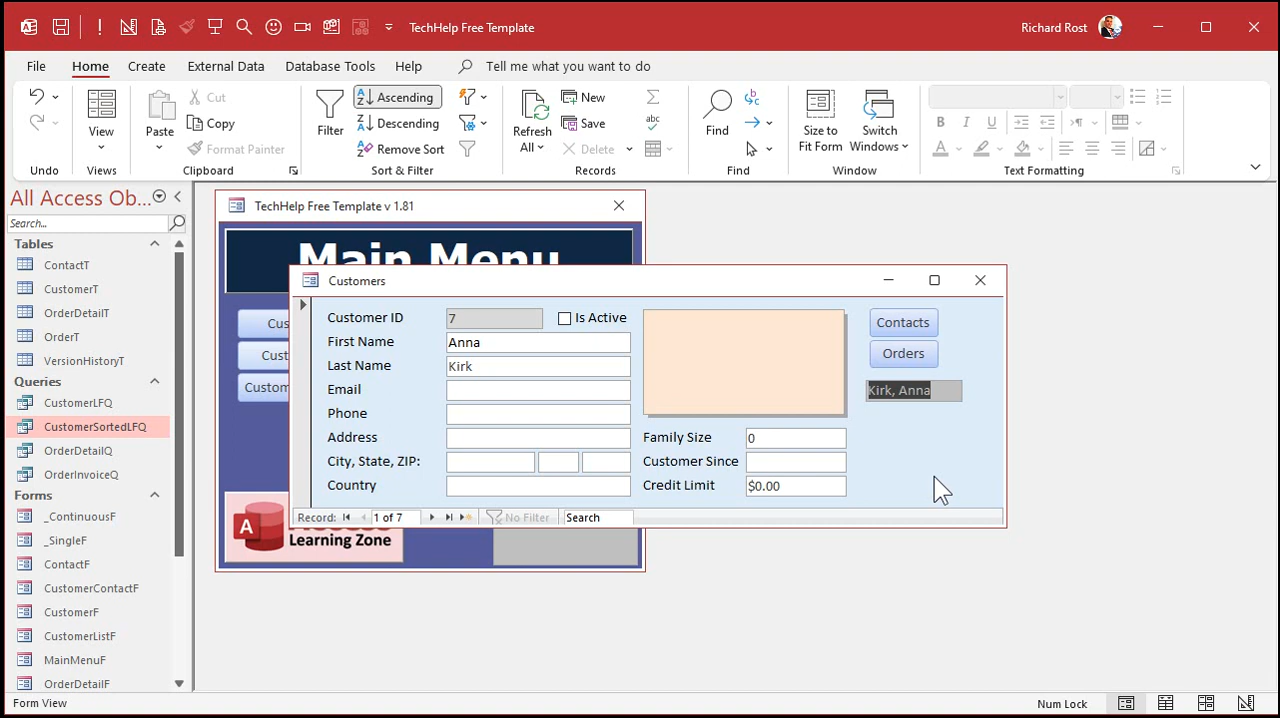 TechHelp Free Template
Richard Rost
File Home Create External Data Database Tools Help Tell me what you want to do
View
Paste
Cut
Copy
Format Painter
Filter
Ascending
Descending
Remove Sort
Refresh
All
New
Save
Delete
abc
Find
Size to
Fit Form
Switch
Windows
B I U
A
Undo Views Clipboard Sort & Filter Records Find Window Text Formatting
All Access Ob...
Search...
Tables
ContactT
CustomerT
OrderDetailT
OrderT
VersionHistoryT
Queries
CustomerLFQ
CustomerSortedLFQ
OrderDetailQ
OrderInvoiceQ
Forms
_ContinuousF
_SingleF
ContactF
CustomerContactF
CustomerF
CustomerListF
MainMenuF
OrderDetailF
TechHelp Free Template v 1.81
Main Menu
Cus
Cust
Custom
A
Learning Zone
Customers
Customer ID 7 Is Active
First Name Anna
Last Name Kirk
Email
Phone
Address
City, State, ZIP:
Country
Family Size 0
Customer Since
Credit Limit $0.00
Contacts
Orders
Kirk, Anna
Record: 1 of 7 No Filter Search
Form View
Num Lock